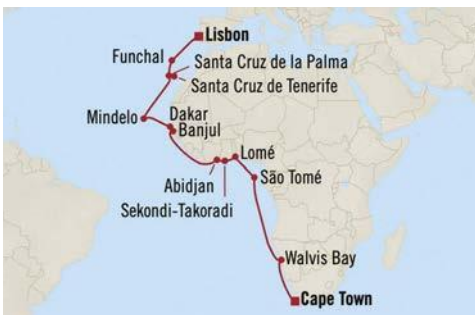 Lisbon
Funchal
Santa Cruz de la Palma
Santa Cruz de Tenerife
Mindelo
Dakar
Banjul
Lomé
Abidjan
São Tomé
Sekondi-Takoradi
Walvis Bay
Cape Town